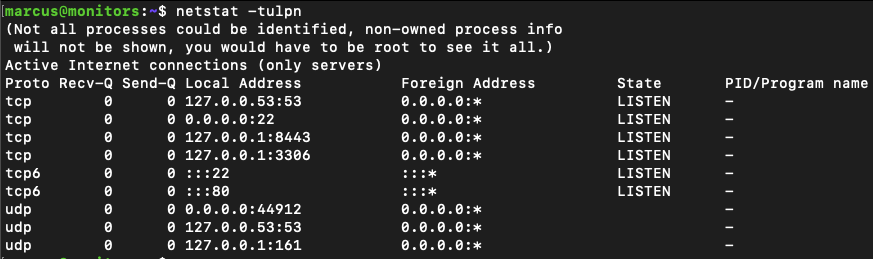 marcus@monitors:~$ netstat -tulpn
(Not all processes could be identified, non-owned process info
 will not be shown, you would have to be root to see it all.)
Active Internet connections (only servers)
Proto Recv-Q Send-Q Local Address           Foreign Address         State       PID/Program name
tcp        0      0 127.0.0.53:53           0.0.0.0:*               LISTEN      -
tcp        0      0 0.0.0.0:22              0.0.0.0:*               LISTEN      -
tcp        0      0 127.0.0.1:8443          0.0.0.0:*               LISTEN      -
tcp        0      0 127.0.0.1:3306          0.0.0.0:*               LISTEN      -
tcp6       0      0 :::22                   :::*                    LISTEN      -
tcp6       0      0 :::80                   :::*                    LISTEN      -
udp        0      0 0.0.0.0:44912           0.0.0.0:*                           -
udp        0      0 127.0.0.53:53           0.0.0.0:*                           -
udp        0      0 127.0.0.1:161           0.0.0.0:*                           -